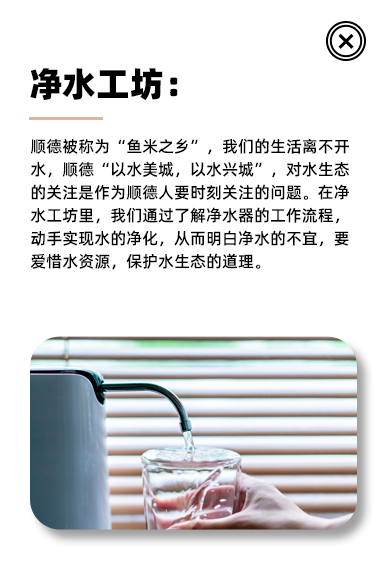 净水工坊：
顺德被称为“鱼米之乡”，我们的生活离不开
水，顺德“以水美城，以水兴城”，对水生态
的关注是作为顺德人要时刻关注的问题。在净
水工坊里，我们通过了解净水器的工作流程，
动手实现水的净化，从而明白净水的不宜，要
爱惜水资源，保护水生态的道理。